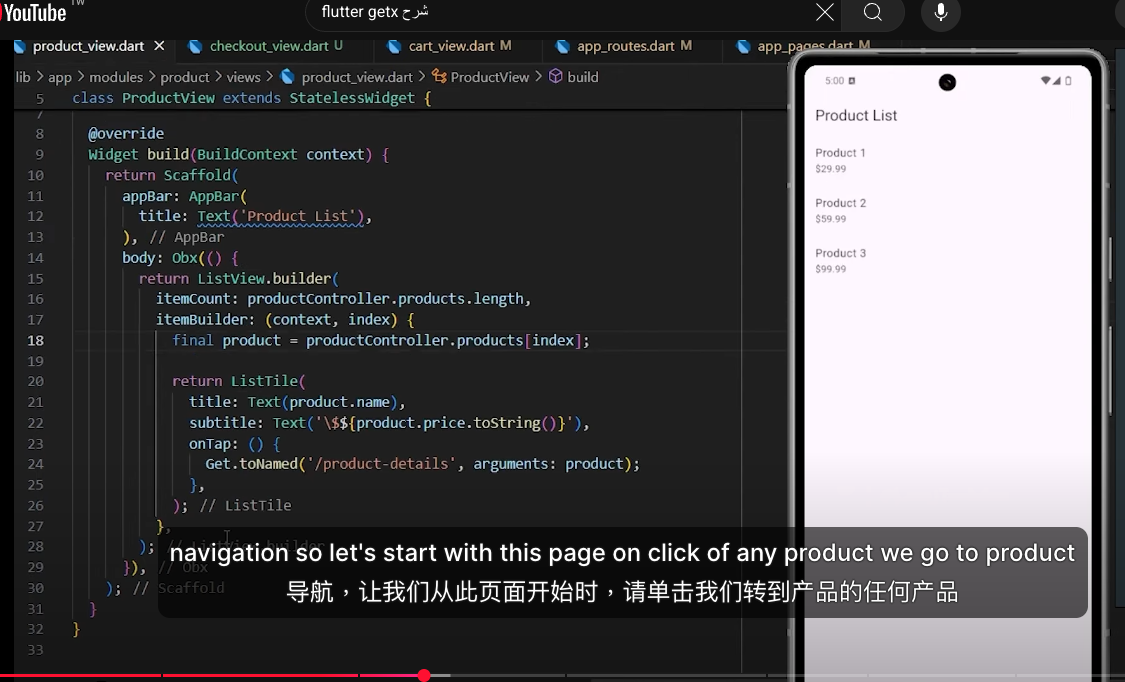 YouTube TW
flutter getx شرح
product_view.dart
checkout_view.dart U
cart_view.dart M
app_routes.dart M
app_pages.dart M
lib > app > modules > product > views > product_view.dart > ProductView > build
5 class ProductView extends StatelessWidget {
7
8 @override
9 Widget build(BuildContext context) {
10 return Scaffold(
11 appBar: AppBar(
12 title: Text('Product List'),
13 ), // AppBar
14 body: Obx(() {
15 return ListView.builder(
16 itemCount: productController.products.length,
17 itemBuilder: (context, index) {
18 final product = productController.products[index];
19
20 return ListTile(
21 title: Text(product.name),
22 subtitle: Text('\$${product.price.toString()}'),
23 onTap: () {
24 Get.toNamed('/product-details', arguments: product);
25 },
26 ); // ListTile
27 },
28 ); // ListView.builder
29 }), // Obx
30 ); // Scaffold
31 }
32 }
33
5:00
Product List
Product 1
$29.99
Product 2
$59.99
Product 3
$99.99
navigation so let's start with this page on click of any product we go to product
导航，让我们从此页面开始时，请单击我们转到产品的任何产品